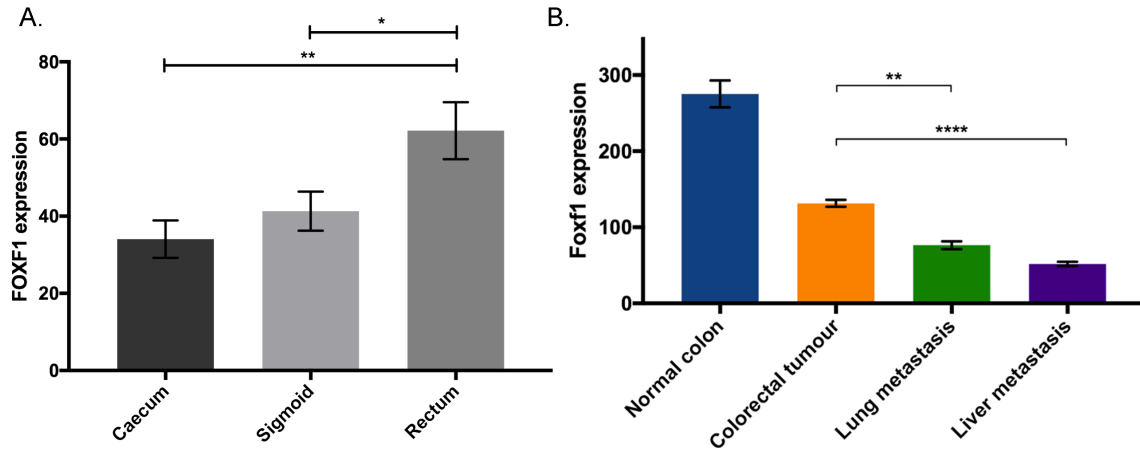 A.
*
**
FOXF1 expression
80
60
40
20
0
Caecum
Sigmoid
Rectum
B.
**
****
Foxf1 expression
300
200
100
0
Normal colon
Colorectal tumour
Lung metastasis
Liver metastasis